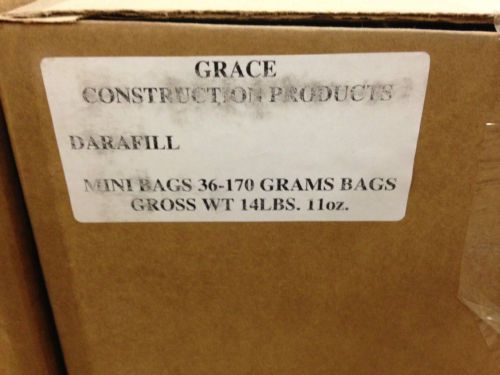 GRACE
CONSTRUCTION PRODUCTS
DARAFILL
MINI BAGS 36-170 GRAMS BAGS
GROSS WT 14LBS. 11oz.